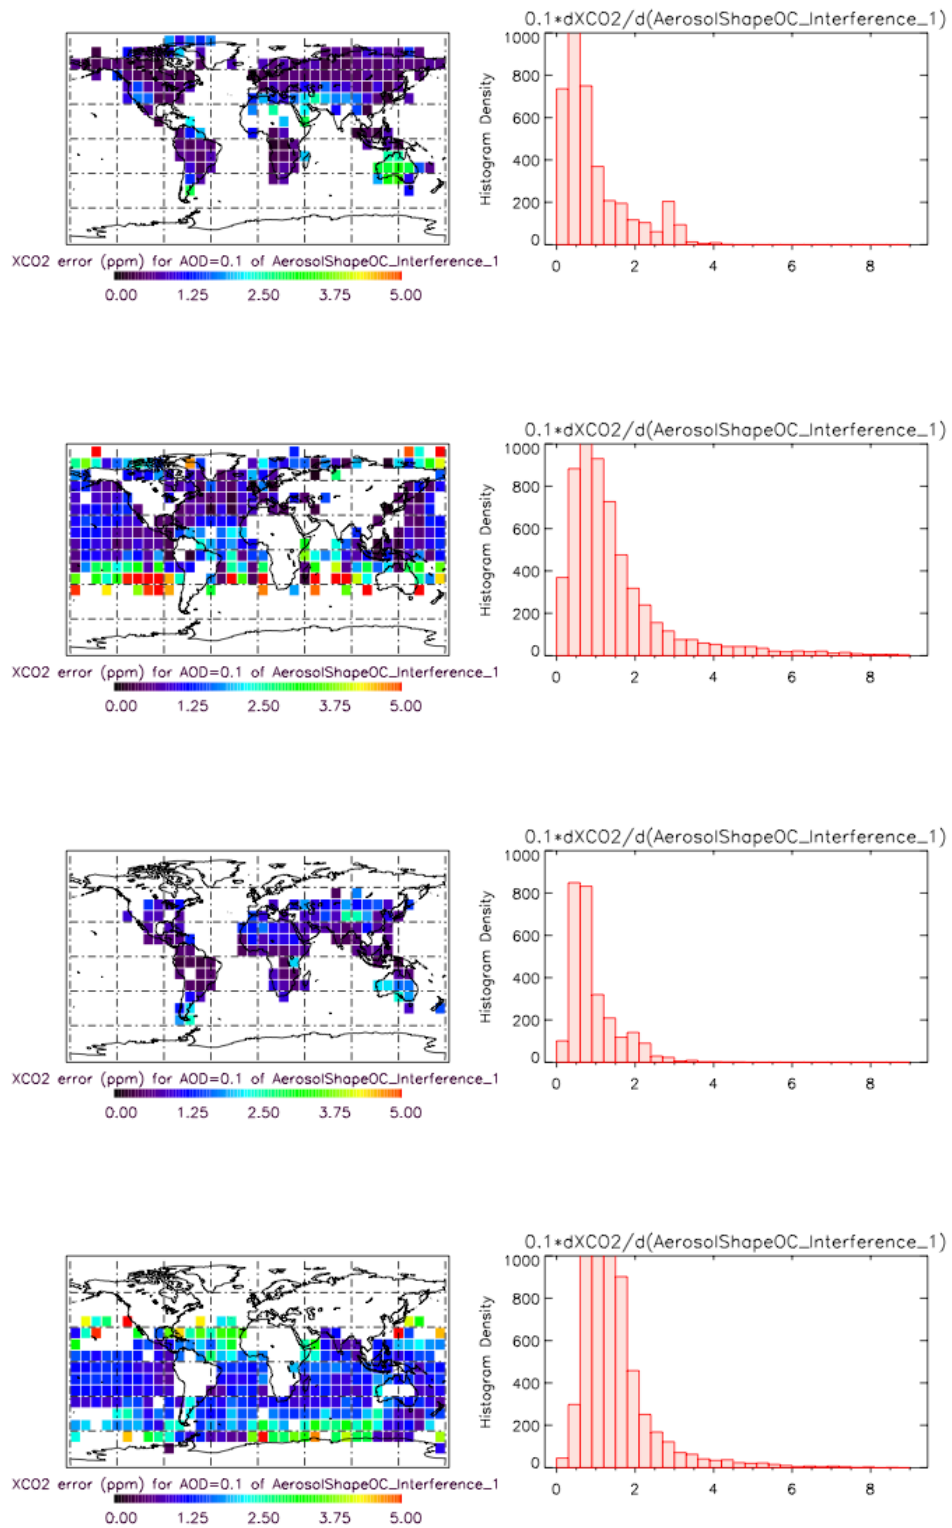 0.1*dXCO2/d(AerosolShapeOC_Interference_1)
1000
800
600
400
200
0
Histogram Density
0 2 4 6 8
XCO2 error (ppm) for AOD=0.1 of AerosolShapeOC_Interference_1
0.00 1.25 2.50 3.75 5.00
0.1*dXCO2/d(AerosolShapeOC_Interference_1)
1000
800
600
400
200
0
Histogram Density
0 2 4 6 8
XCO2 error (ppm) for AOD=0.1 of AerosolShapeOC_Interference_1
0.00 1.25 2.50 3.75 5.00
0.1*dXCO2/d(AerosolShapeOC_Interference_1)
1000
800
600
400
200
0
Histogram Density
0 2 4 6 8
XCO2 error (ppm) for AOD=0.1 of AerosolShapeOC_Interference_1
0.00 1.25 2.50 3.75 5.00
0.1*dXCO2/d(AerosolShapeOC_Interference_1)
1000
800
600
400
200
0
Histogram Density
0 2 4 6 8
XCO2 error (ppm) for AOD=0.1 of AerosolShapeOC_Interference_1
0.00 1.25 2.50 3.75 5.00